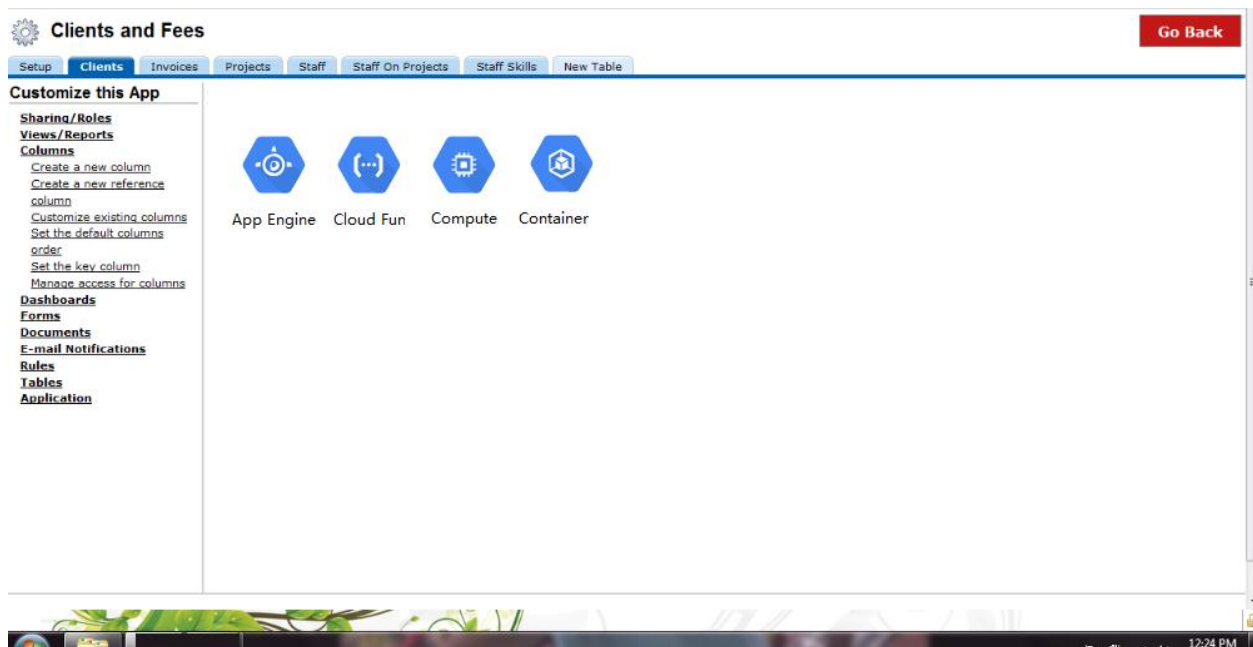 Clients and Fees
Go Back
Setup Clients Invoices Projects Staff Staff On Projects Staff Skills New Table
Customize this App
Sharing/Roles
Views/Reports
Columns
Create a new column
Create a new reference
column
Customize existing columns
Set the default columns
order
Set the key column
Manage access for columns
Dashboards
Forms
Documents
E-mail Notifications
Rules
Tables
Application
App Engine Cloud Fun Compute Container
12:24 PM